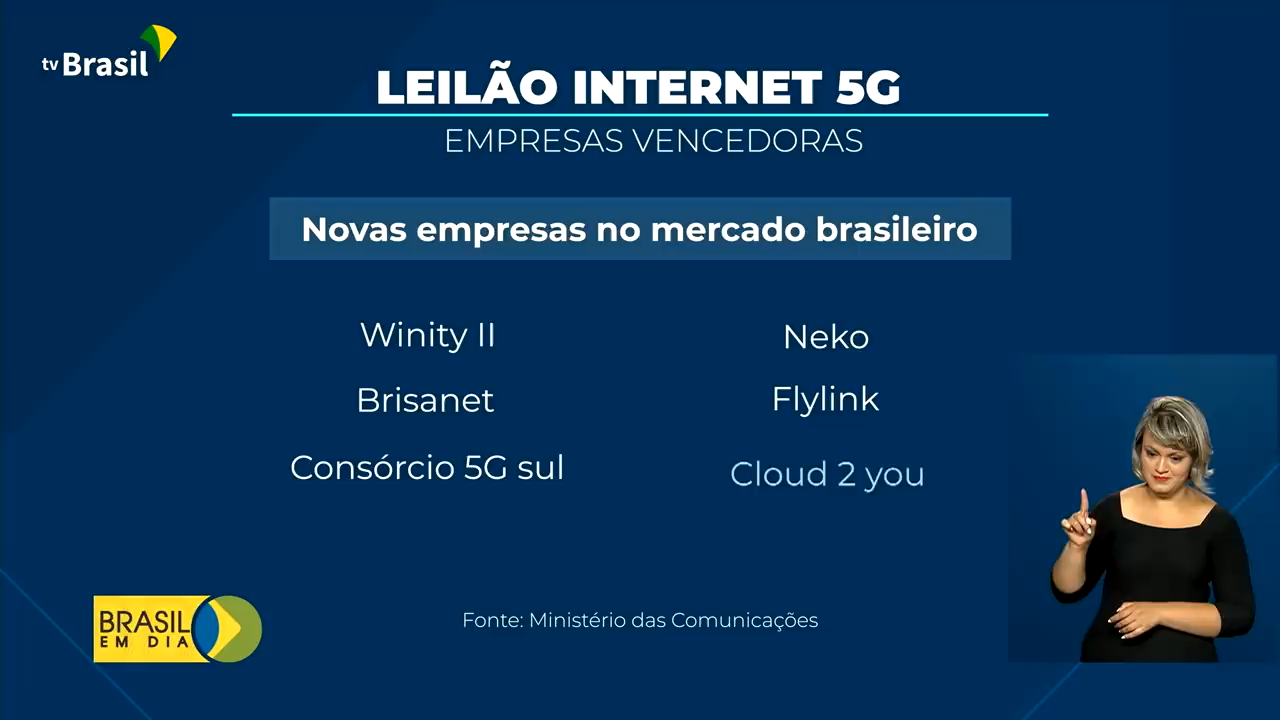 tv Brasil
LEILÃO INTERNET 5G
EMPRESAS VENCEDORAS
Novas empresas no mercado brasileiro
Winity II
Neko
Brisanet
Flylink
Consórcio 5G sul
Cloud 2 you
BRASIL
EM DIA
Fonte: Ministério das Comunicações